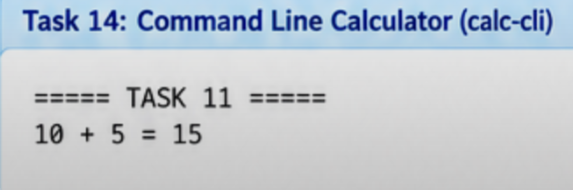 Task 14: Command Line Calculator (calc-cli)
===== TASK 11 =====
10 + 5 = 15